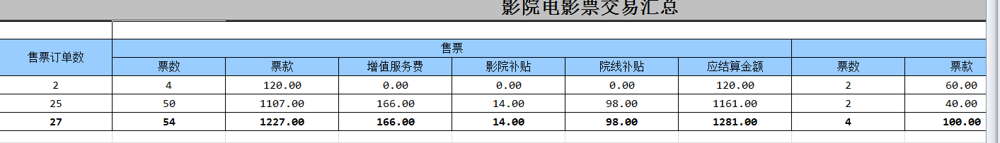 影院电影票交易汇总
售票
售票订单数
票数 票款 增值服务费 影院补贴 院线补贴 应结算金额 票数 票款
2 4 120.00 0.00 0.00 0.00 120.00 2 60.00
25 50 1107.00 166.00 14.00 98.00 1161.00 2 40.00
27 54 1227.00 166.00 14.00 98.00 1281.00 4 100.00